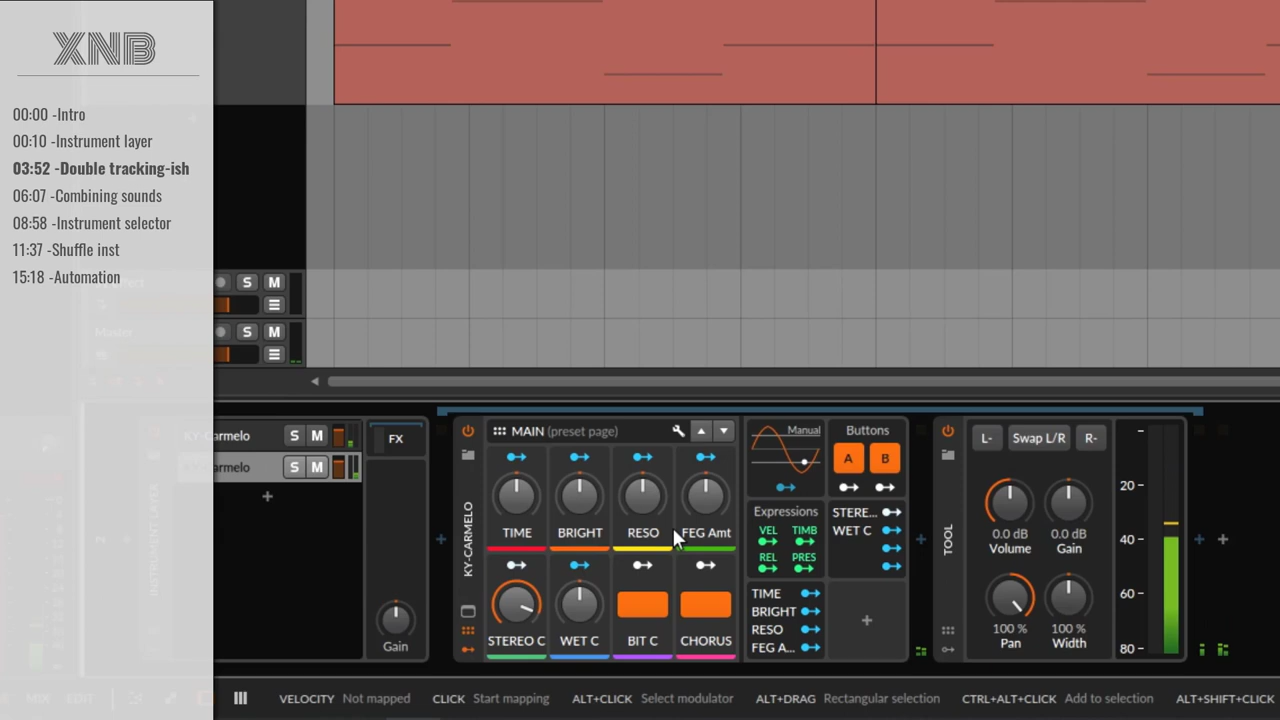 XNB
00:00 -Intro
00:10 -Instrument layer
03:52 -Double tracking-ish
06:07 -Combining sounds
08:58 -Instrument selector
11:37 -Shuffle inst
15:18 -Automation
S M
Master S M
KY-Carmelo S M
KY-Carmelo S M
+
FX
Gain
INSTRUMENT LAYER
KY-CARMELO
MAIN (preset page)
TIME BRIGHT RESO FEG Amt
STEREO C WET C BIT C CHORUS
Manual
Expressions
VEL TIMB
REL PRES
TIME
BRIGHT
RESO
FEG A...
Buttons
A B
STERE...
WET C
+
TOOL
L- Swap L/R R-
0.0 dB 0.0 dB
Volume Gain
100 % 100 %
Pan Width
20
40
60
80
MIX EDIT VELOCITY Not mapped CLICK Start mapping ALT+CLICK Select modulator ALT+DRAG Rectangular selection CTRL+ALT+CLICK Add to selection ALT+SHIFT+CLICK